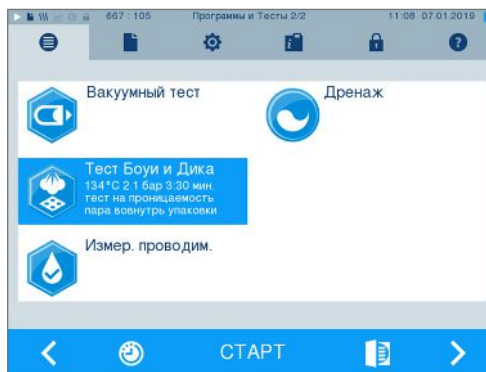 667 : 105 Программы и Тесты 2/2 11:08 07.01.2019
Вакуумный тест
Дренаж
Тест Боуи и Дика
134°C 2.1 бар 3:30 мин.
тест на проницаемость
пара вовнутрь упаковки
Измер. проводим.
СТАРТ